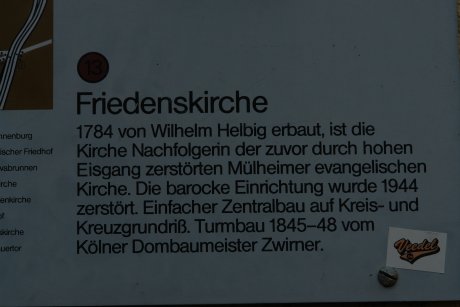 13
Friedenskirche
1784 von Wilhelm Helbig erbaut, ist die
Kirche Nachfolgerin der zuvor durch hohen
Eisgang zerstörten Mülheimer evangelischen
Kirche. Die barocke Einrichtung wurde 1944
zerstört. Einfacher Zentralbau auf Kreis- und
Kreuzgrundriß. Turmbau 1845–48 vom
Kölner Dombaumeister Zwirner.
Veedel
nnenburg
ischer Friedhof
vabrunnen
irche
enkirche
of
kirche
uertor